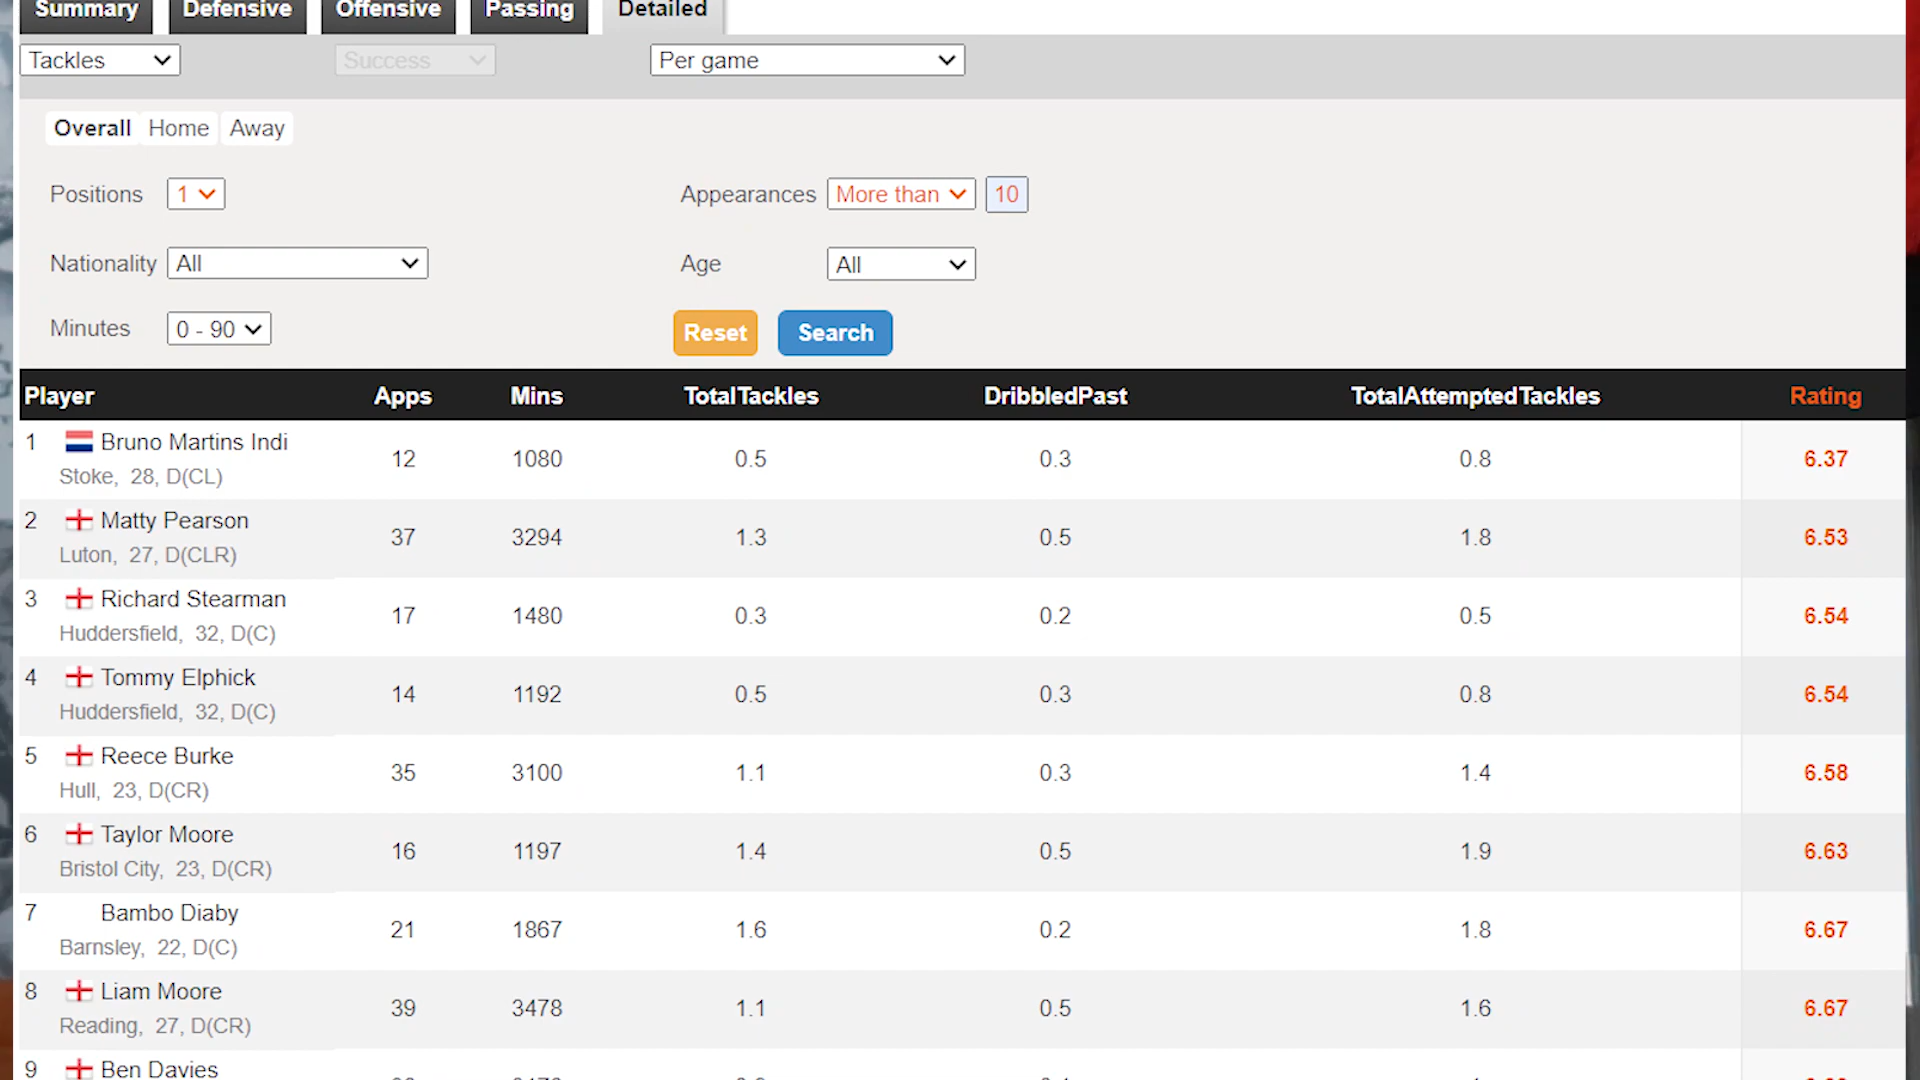 Summary Defensive Offensive Passing Detailed
Tackles Success Per game
Overall Home Away
Positions 1 Appearances More than 10
Nationality All Age All
Minutes 0 - 90 Reset Search
Player Apps Mins TotalTackles DribbledPast TotalAttemptedTackles Rating
1 Bruno Martins Indi
Stoke, 28, D(CL) 12 1080 0.5 0.3 0.8 6.37
2 Matty Pearson
Luton, 27, D(CLR) 37 3294 1.3 0.5 1.8 6.53
3 Richard Stearman
Huddersfield, 32, D(C) 17 1480 0.3 0.2 0.5 6.54
4 Tommy Elphick
Huddersfield, 32, D(C) 14 1192 0.5 0.3 0.8 6.54
5 Reece Burke
Hull, 23, D(CR) 35 3100 1.1 0.3 1.4 6.58
6 Taylor Moore
Bristol City, 23, D(CR) 16 1197 1.4 0.5 1.9 6.63
7 Bambo Diaby
Barnsley, 22, D(C) 21 1867 1.6 0.2 1.8 6.67
8 Liam Moore
Reading, 27, D(CR) 39 3478 1.1 0.5 1.6 6.67
9 Ben Davies